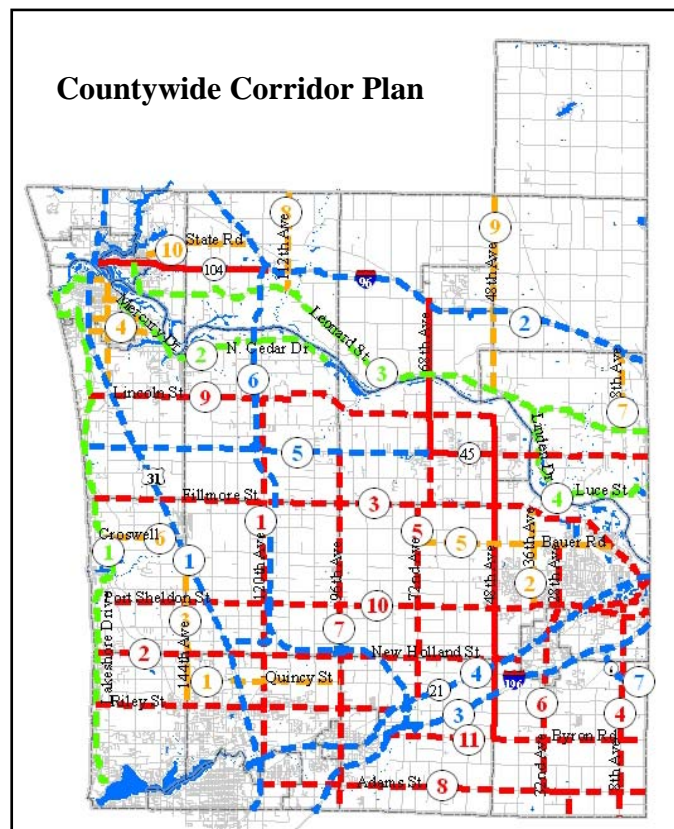 Countywide Corridor Plan
8
State Rd
10
112th Ave
9
104
96
48th Ave
Mercury Dr
4
Leonard St
68th Ave
2
2
N. Cedar Dr
3
8th Ave
6
Lincoln St
9
7
5
45
31
Luce St
4
Fillmore St
3
Croswell
6
1
5
5
36th Ave
Bauer Rd
1
1
120th Ave
96th Ave
72nd Ave
48th Ave
2
28th Ave
Port Sheldon St
10
Lakeshore Drive
144th Ave
7
2
New Holland St
1
Quincy St
4
196
7
21
3
6
4
Riley St
11
Byron Rd
8th Ave
Adams St
8